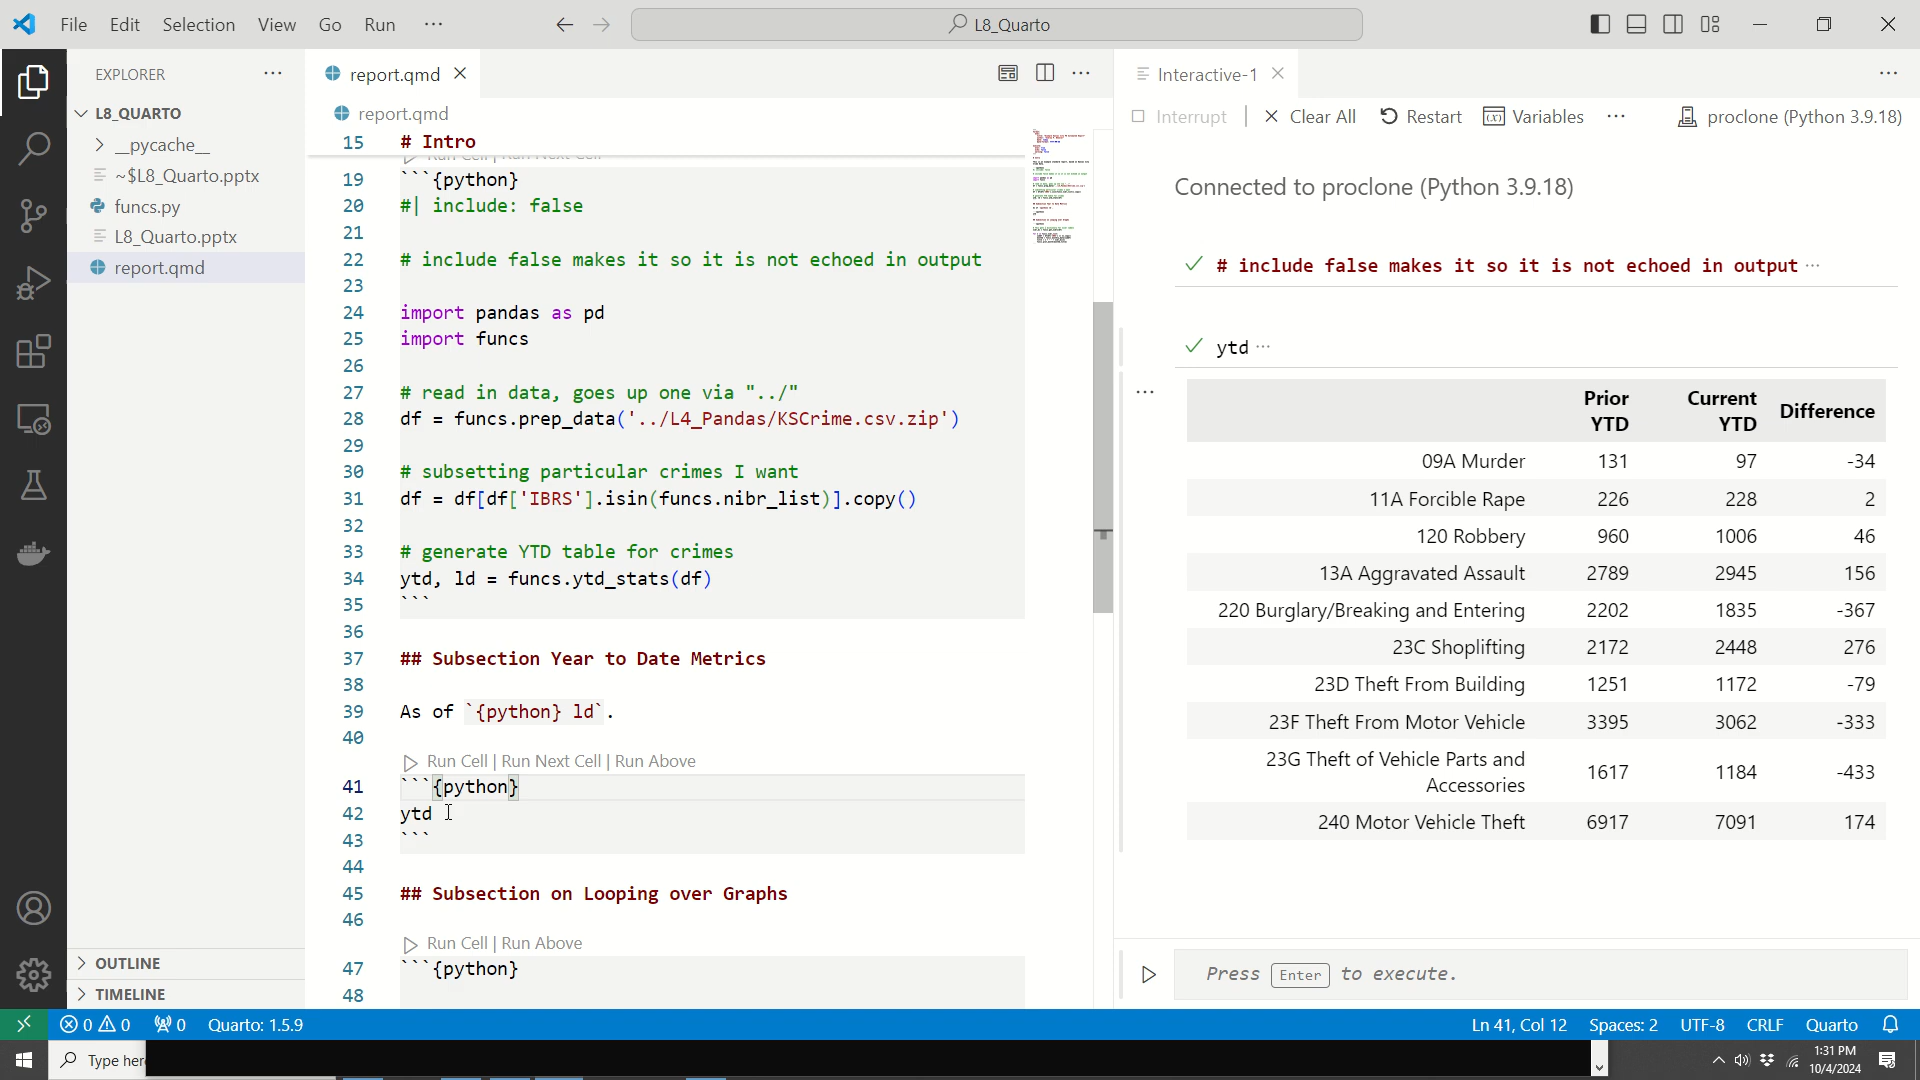 File Edit Selection View Go Run ···
L8_Quarto
EXPLORER ···
L8_QUARTO
__pycache__
~$L8_Quarto.pptx
funcs.py
L8_Quarto.pptx
report.qmd
OUTLINE
TIMELINE
report.qmd
report.qmd
15 # Intro
19 ```{python}
20 #| include: false
21
22 # include false makes it so it is not echoed in output
23
24 import pandas as pd
25 import funcs
26
27 # read in data, goes up one via "../"
28 df = funcs.prep_data('../L4_Pandas/KSCrime.csv.zip')
29
30 # subsetting particular crimes I want
31 df = df[df['IBRS'].isin(funcs.nibr_list)].copy()
32
33 # generate YTD table for crimes
34 ytd, ld = funcs.ytd_stats(df)
35 ```
36
37 ## Subsection Year to Date Metrics
38
39 As of `{python} ld`.
40
Run Cell | Run Next Cell | Run Above
41 ```{python}
42 ytd
43 ```
44
45 ## Subsection on Looping over Graphs
46
Run Cell | Run Above
47 ```{python}
48
Interactive-1
Interrupt | Clear All Restart Variables ··· proclone (Python 3.9.18)
Connected to proclone (Python 3.9.18)
# include false makes it so it is not echoed in output ···
ytd ···
Prior YTD Current YTD Difference
09A Murder 131 97 -34
11A Forcible Rape 226 228 2
120 Robbery 960 1006 46
13A Aggravated Assault 2789 2945 156
220 Burglary/Breaking and Entering 2202 1835 -367
23C Shoplifting 2172 2448 276
23D Theft From Building 1251 1172 -79
23F Theft From Motor Vehicle 3395 3062 -333
23G Theft of Vehicle Parts and Accessories 1617 1184 -433
240 Motor Vehicle Theft 6917 7091 174
Press Enter to execute.
0 0 0 Quarto: 1.5.9
Ln 41, Col 12 Spaces: 2 UTF-8 CRLF Quarto
Type here
1:31 PM
10/4/2024